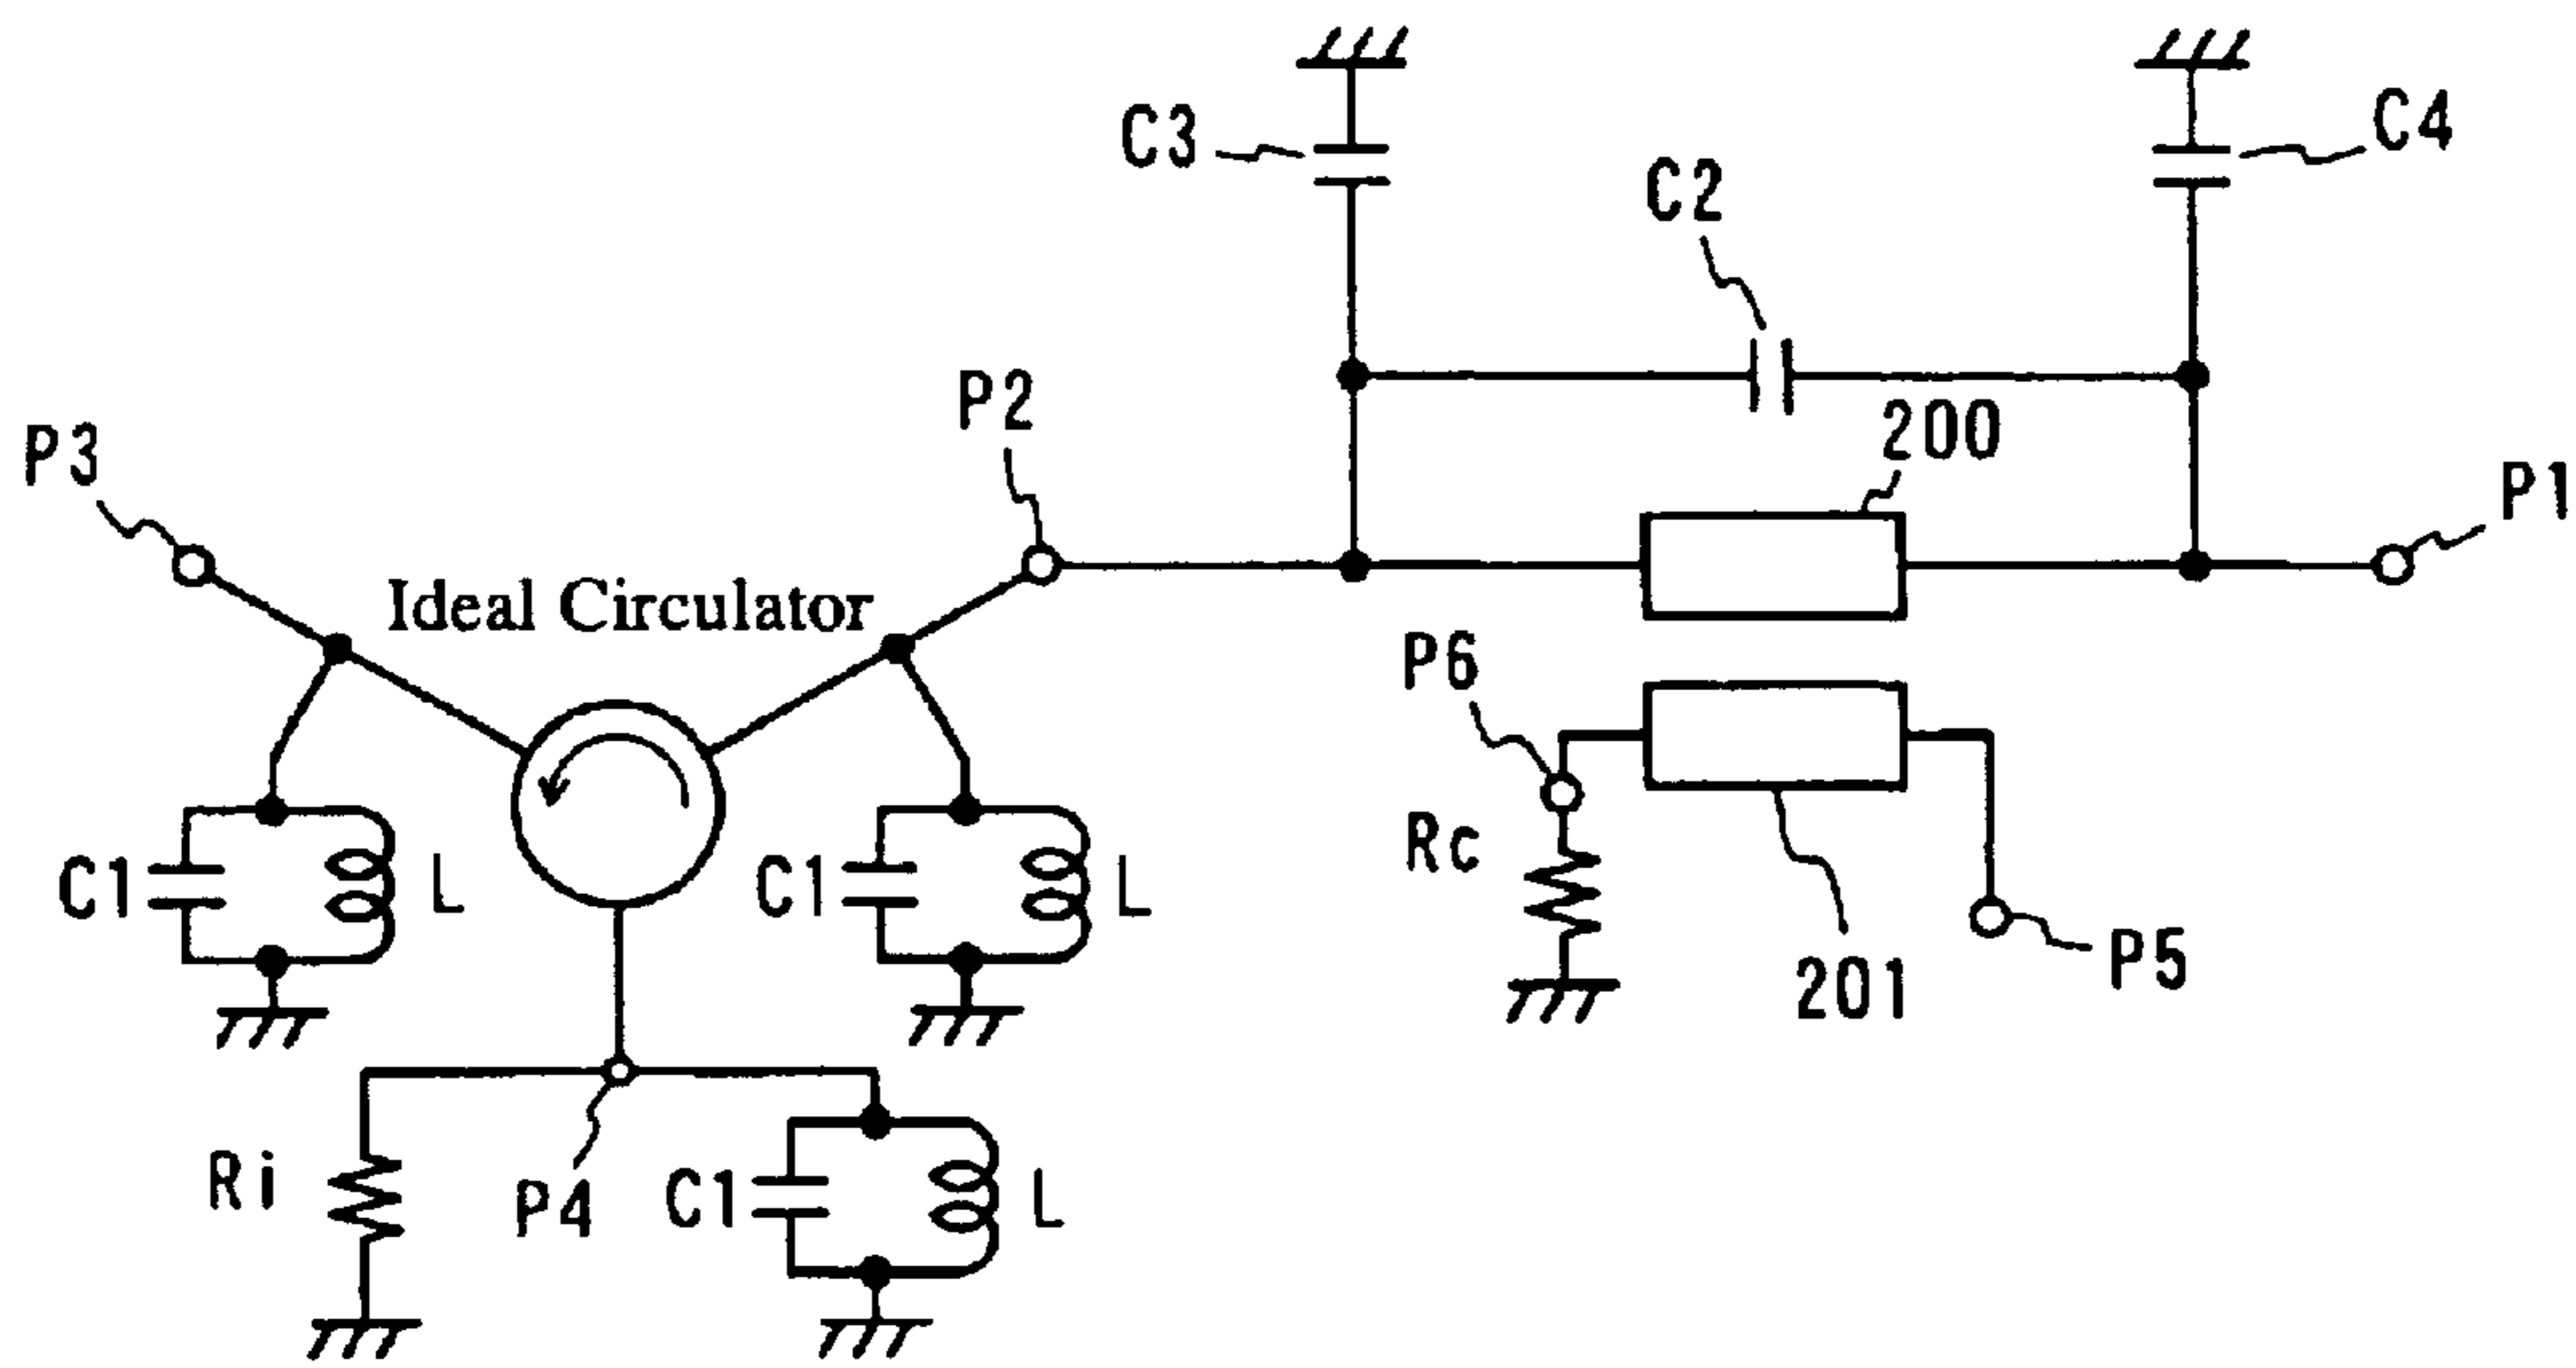 C3
C4
C2
P2
200
P3
P1
Ideal Circulator
P6
Rc
C1
L
C1
L
P5
201
Ri
P4
C1
L